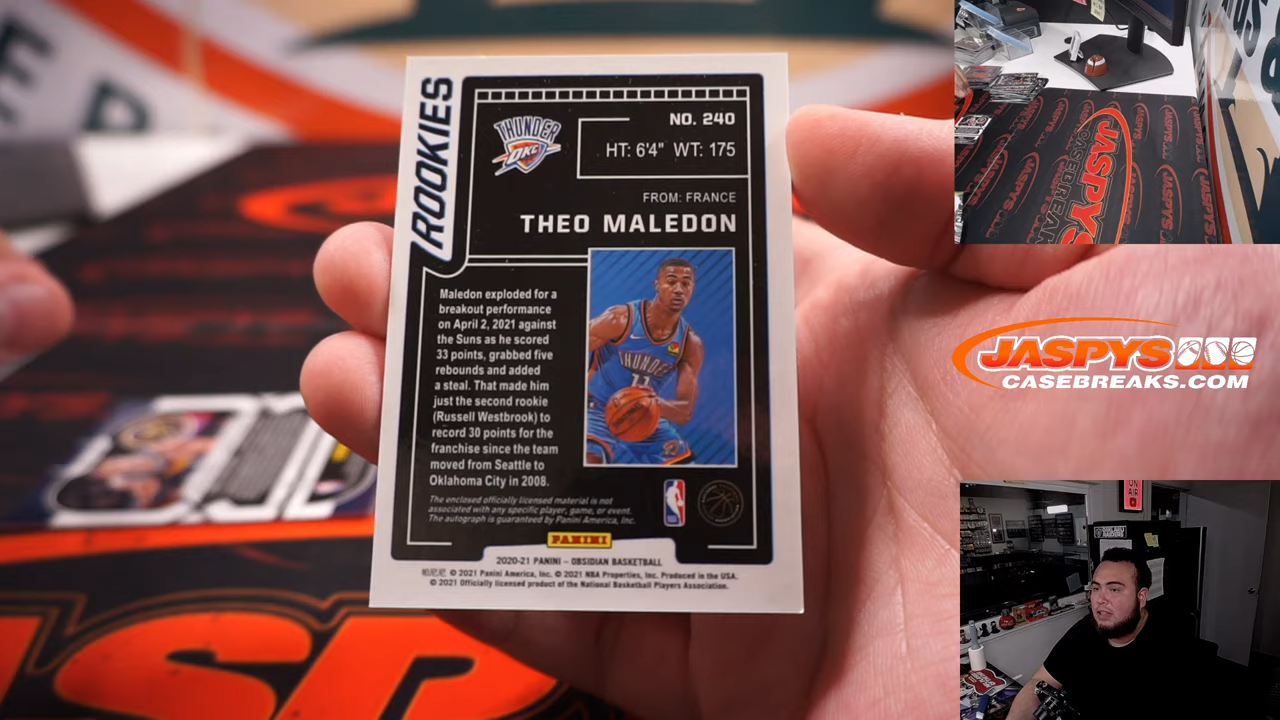 ROOKIES
THUNDER
OKC
NO. 240
HT: 6'4" WT: 175
FROM: FRANCE
THEO MALEDON
Maledon exploded for a
breakout performance
on April 2, 2021 against
the Suns as he scored
33 points, grabbed five
rebounds and added
a steal. That made him
just the second rookie
(Russell Westbrook) to
record 30 points for the
franchise since the team
moved from Seattle to
Oklahoma City in 2008.
THUNDER
11
The enclosed officially licensed material is not
associated with any specific player, game, or event.
The autograph is guaranteed by Panini America, Inc.
PANINI
2020-21 PANINI – OBSIDIAN BASKETBALL
帕尼尼 © 2021 Panini America, Inc. © 2021 NBA Properties, Inc. Produced in the USA.
© 2021 Officially licensed product of the National Basketball Players Association.
JASPYS
JASPYS
CASEBREAKS.COM
ON
AIR